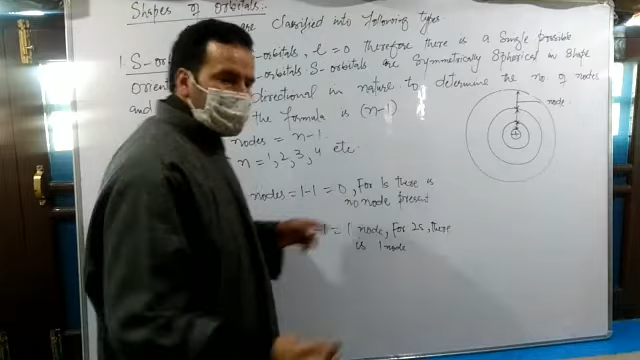 Shapes of Orbitals:-
are classified into following types
1. S-or -orbitals, l = 0 therefore there is a Single possible
Orien -orbitals S-orbitals are Symmetrically Spherical in Shape
and directional in nature to determine the no of nodes
the formula is (n-1)
node
nodes = n-1
n = 1, 2, 3, 4 etc
nodes = 1-1 = 0, For 1s there is
no node present
1 = 1 node, For 2s, there
is 1 node